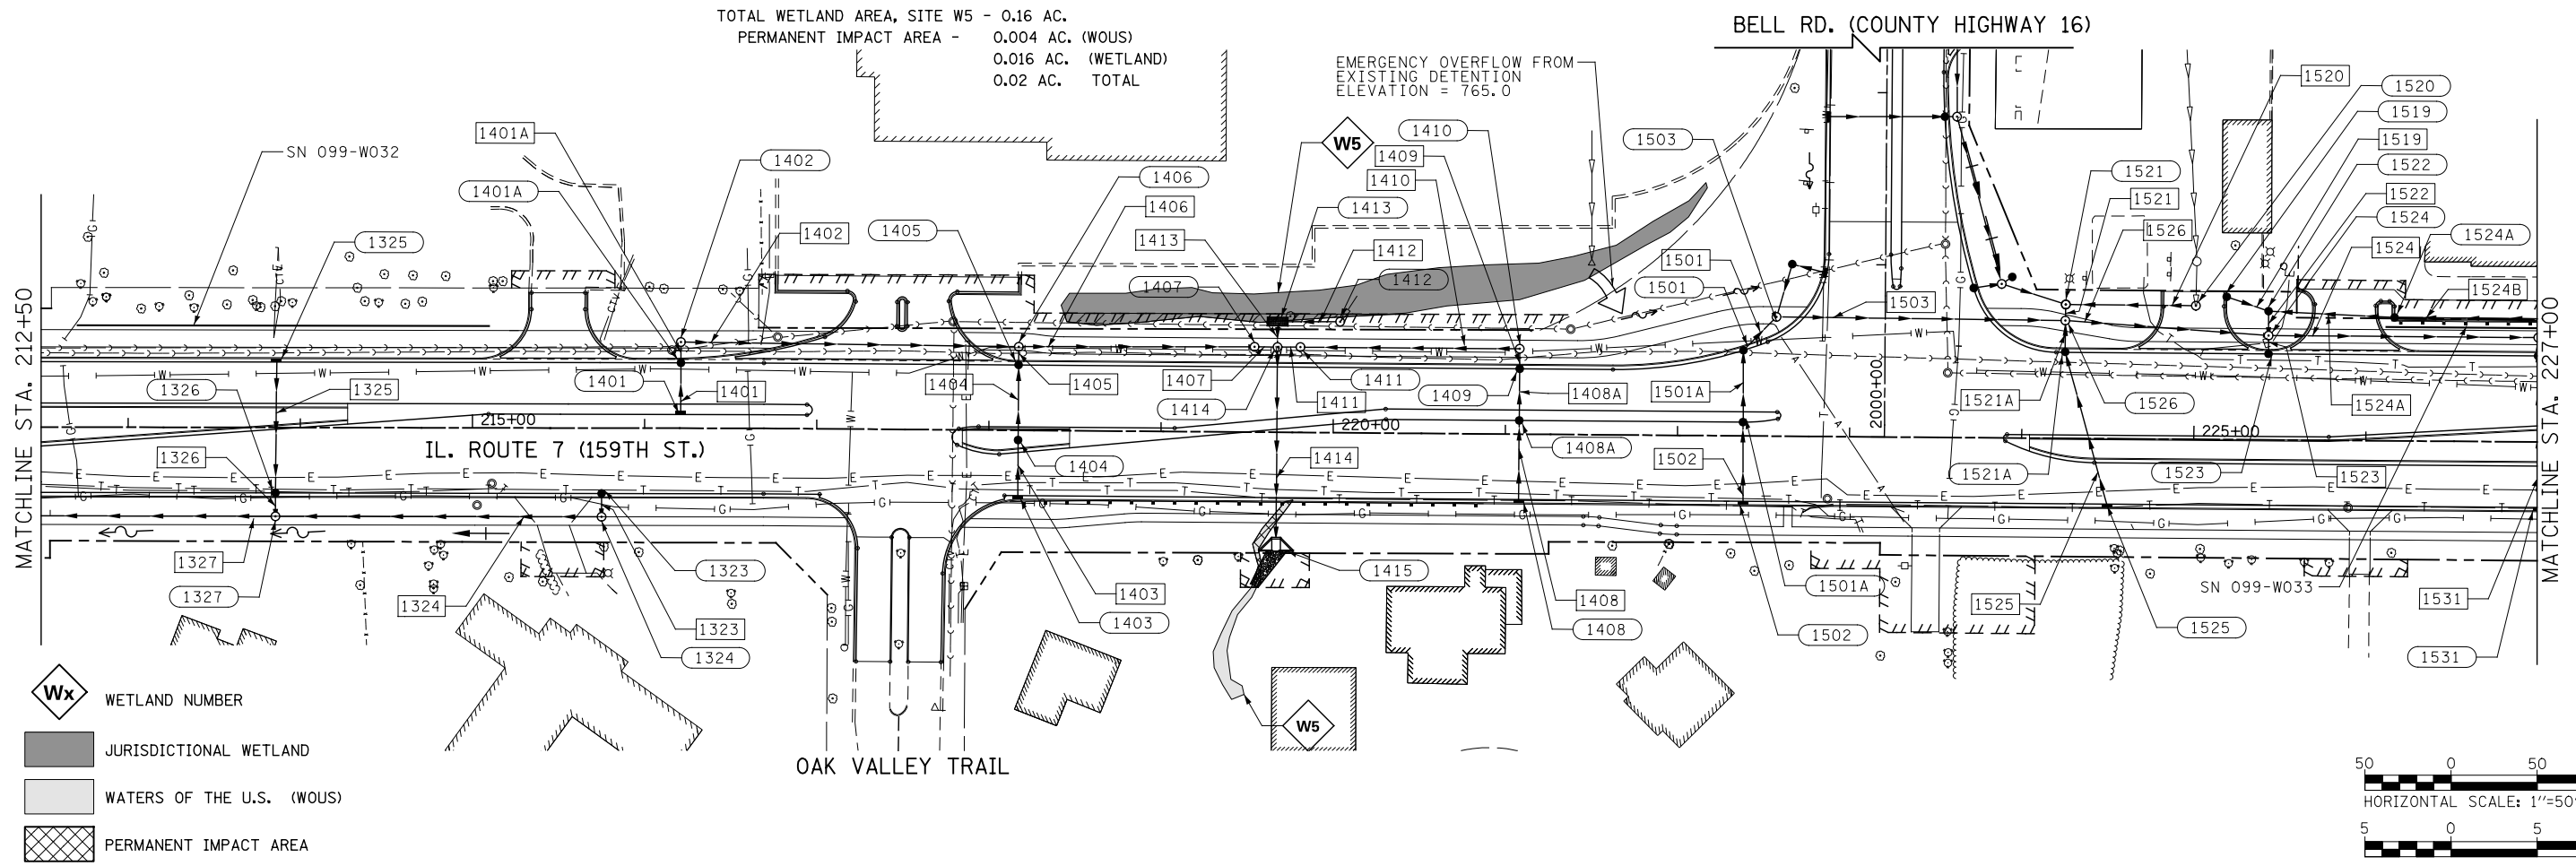 TOTAL WETLAND AREA, SITE W5 - 0.16 AC.
PERMANENT IMPACT AREA - 0.004 AC. (WOUS)
0.016 AC. (WETLAND)
0.02 AC. TOTAL
BELL RD. (COUNTY HIGHWAY 16)
EMERGENCY OVERFLOW FROM
EXISTING DETENTION
ELEVATION = 765.0
SN 099-W032
1401A
1402
1401A
1325
1402
1405
1406
1406
1413
1413
W5
1410
1409
1410
1412
1412
1407
1503
1501
1501
1503
1520
1520
1519
1519
1522
1522
1524
1524
1524A
1524B
1521
1521
1526
MATCHLINE STA. 212+50
1326
1325
1401
1401
1404
1405
1407
1414
1411
1411
1409
1408A
1501A
2000+00
1521A
1526
1524A
MATCHLINE STA. 227+00
215+00
220+00
225+00
IL. ROUTE 7 (159TH ST.)
1326
1404
1414
1408A
1502
1521A
1523
1523
1327
1327
1324
1323
1323
1324
1403
1403
1415
1408
1408
1501A
1502
1525
1525
SN 099-W033
1531
1531
W5
OAK VALLEY TRAIL
Wx WETLAND NUMBER
JURISDICTIONAL WETLAND
WATERS OF THE U.S. (WOUS)
PERMANENT IMPACT AREA
50 0 50
HORIZONTAL SCALE: 1"=50'
5 0 5